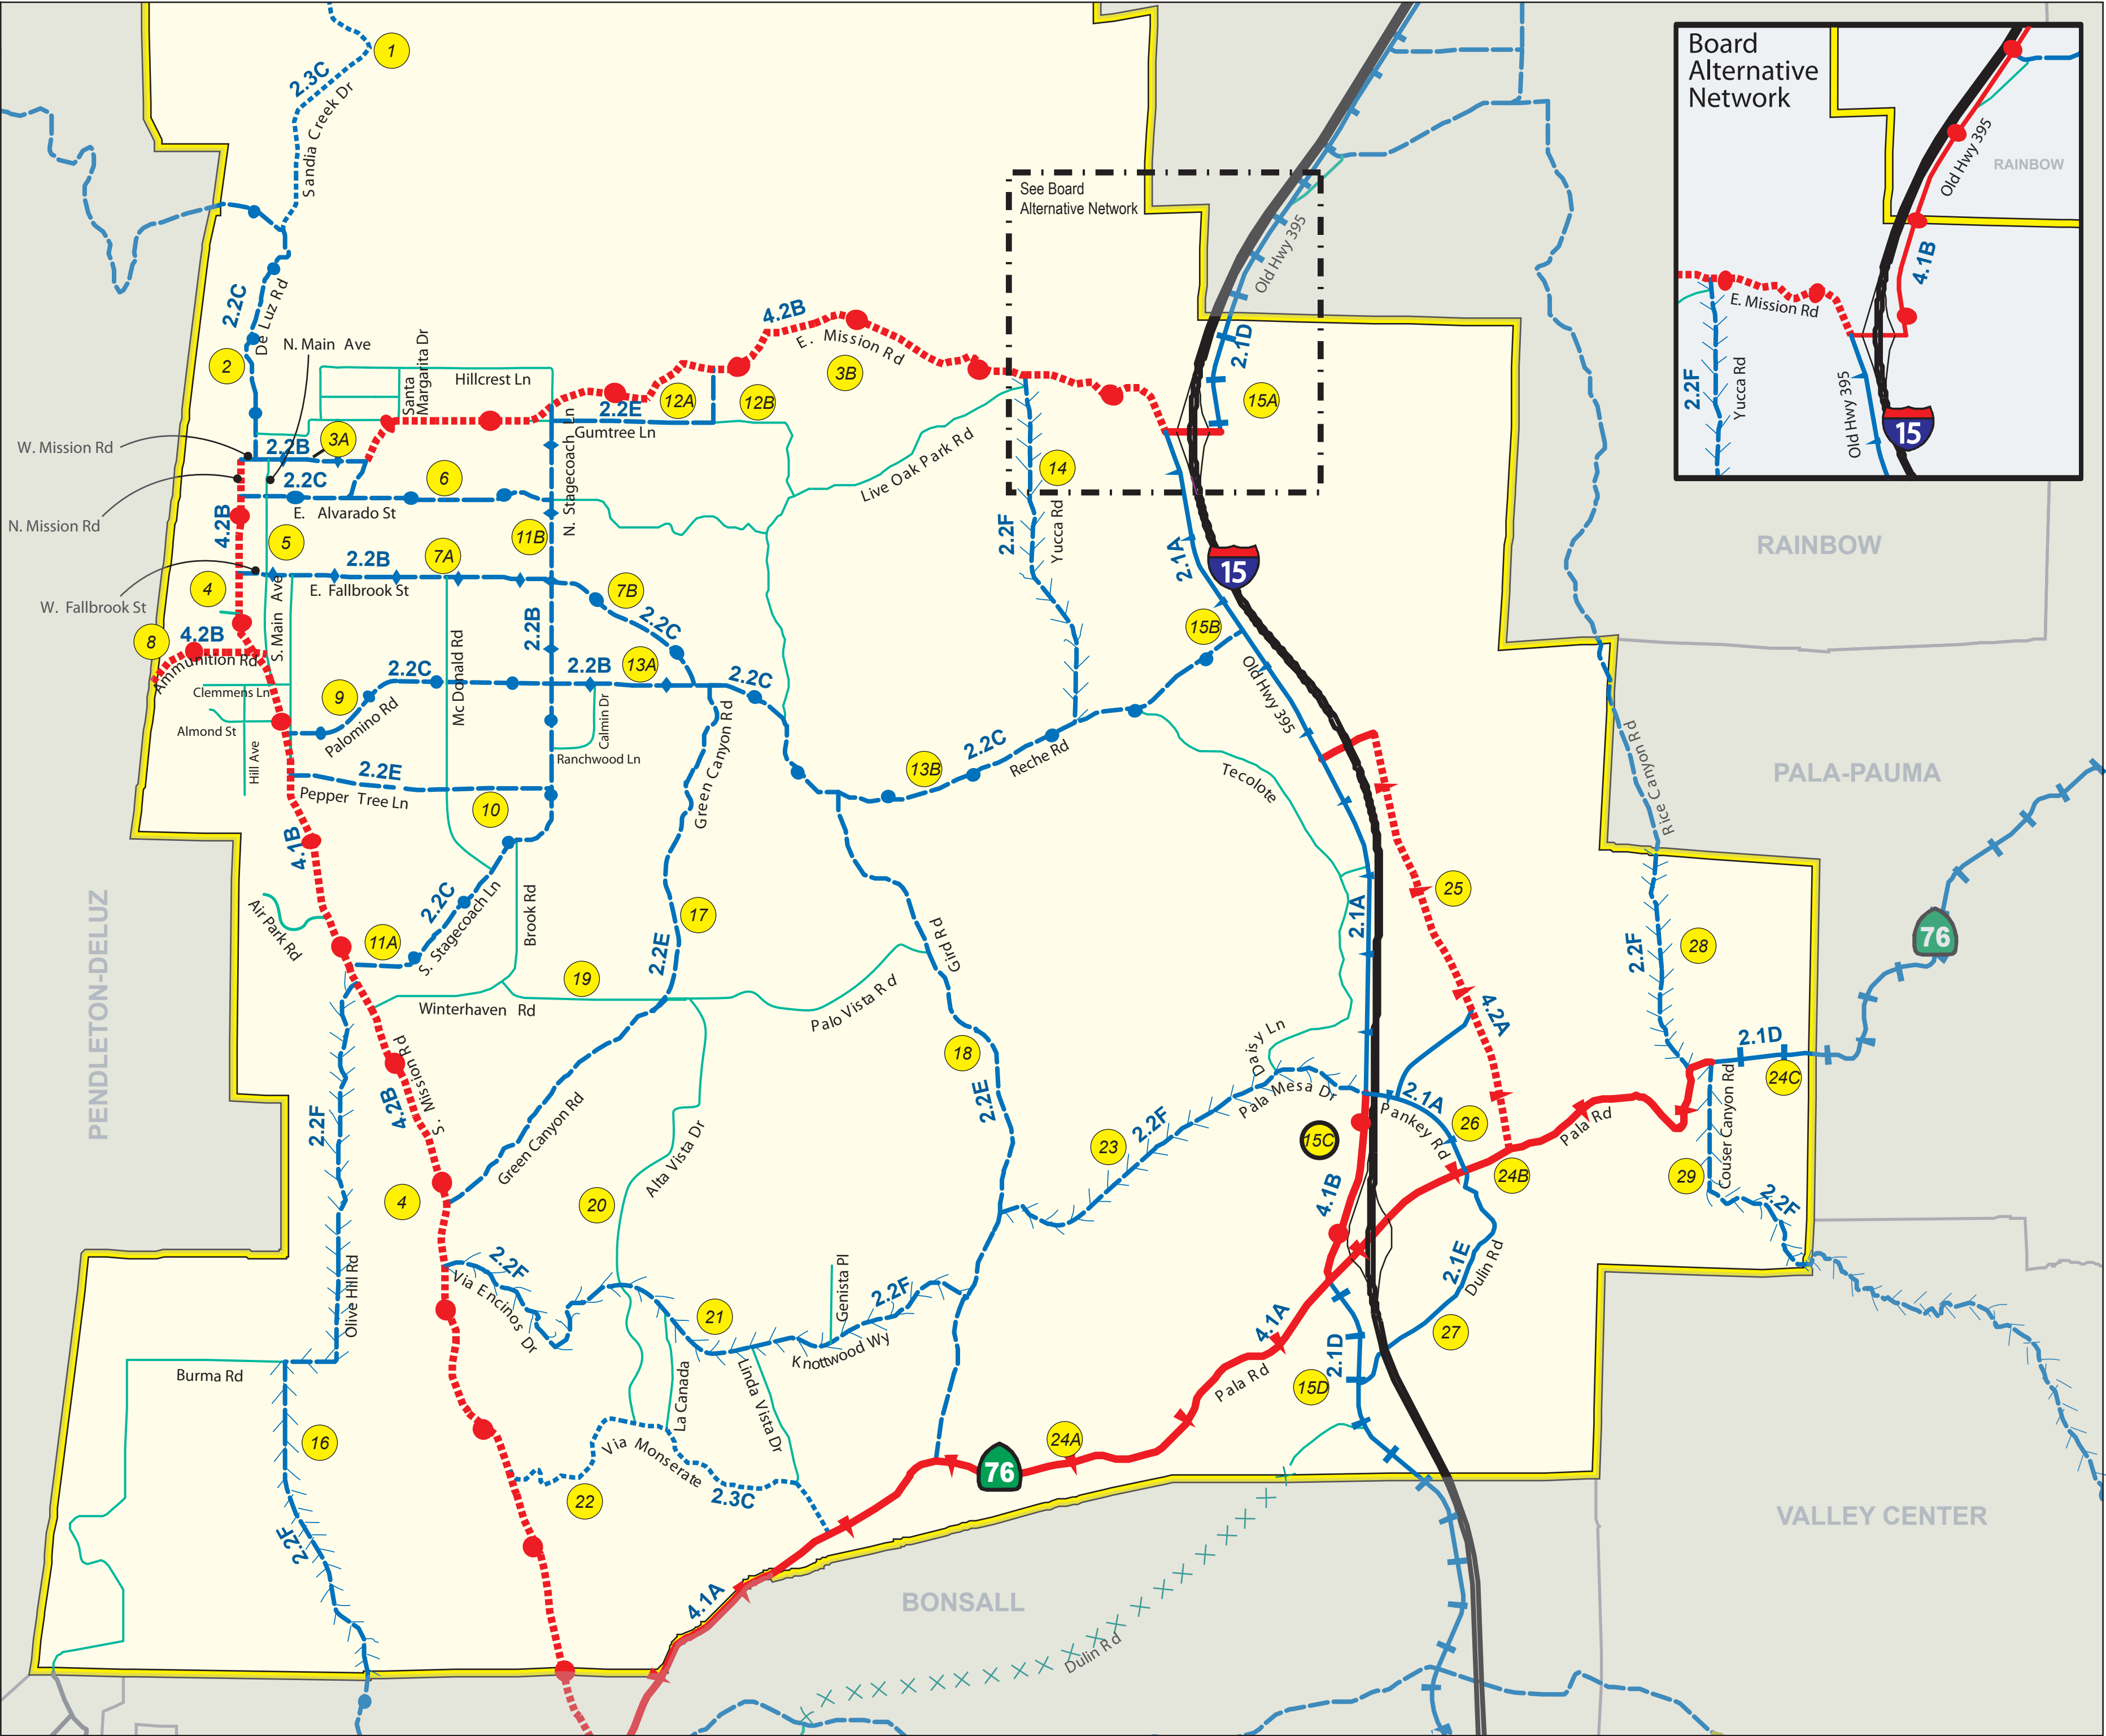 1
2.3C
Sandia Creek Dr
2.2C
De Luz Rd
2
N. Main Ave
W. Mission Rd
N. Mission Rd
W. Fallbrook St
Santa
Margarita Dr
Hillcrest Ln
3A
2.2B
2.2C
6
E. Alvarado St
4.2B
5
4
2.2B
7A
E. Fallbrook St
S. Main Ave
8
4.2B
Ammunition Rd
Clemmens Ln
Almond St
Hill Ave
9
Palomino Rd
2.2C
Mc Donald Rd
2.2E
Pepper Tree Ln
10
4.1B
Air Park Rd
11A
2.2C
S. Stagecoach Ln
Brook Rd
11B
N. Stagecoach Ln
2.2B
2.2E
Gumtree Ln
12A
12B
4.2B
E. Mission Rd
3B
7B
2.2C
2.2B
13A
2.2C
Calmin Dr
Ranchwood Ln
Green Canyon Rd
17
2.2E
19
Winterhaven Rd
Palo Vista Rd
Live Oak Park Rd
See Board
Alternative Network
14
2.2F
Yucca Rd
Old Hwy 395
2.1D
15A
2.1A
15
15B
Old Hwy 395
13B
2.2C
Reche Rd
Tecolote
Gird Rd
18
2.2E
2.1A
25
4.2A
Daisy Ln
Pala Mesa Dr
2.2F
23
2.1A
Pankey Rd
26
15C
4.1B
24B
Pala Rd
2.1E
Dulin Rd
27
4.1A
2.1D
15D
Pala Rd
24A
76
Rice Canyon Rd
2.2F
28
2.1D
24C
Couser Canyon Rd
29
2.2F
76
S. Mission Rd
4.2B
4
2.2F
Olive Hill Rd
Burma Rd
16
2.2F
Green Canyon Rd
Alta Vista Dr
20
2.2F
Via Encinos Dr
21
Genista Pl
2.2F
Knottwood Wy
La Canada
Linda Vista Dr
Via Monserate
2.3C
22
4.1A
Dulin Rd
PENDLETON-DELUZ
BONSALL
VALLEY CENTER
PALA-PAUMA
RAINBOW
Board
Alternative
Network
Old Hwy 395
RAINBOW
4.1B
E. Mission Rd
2.2F
Yucca Rd
Old Hwy 395
15